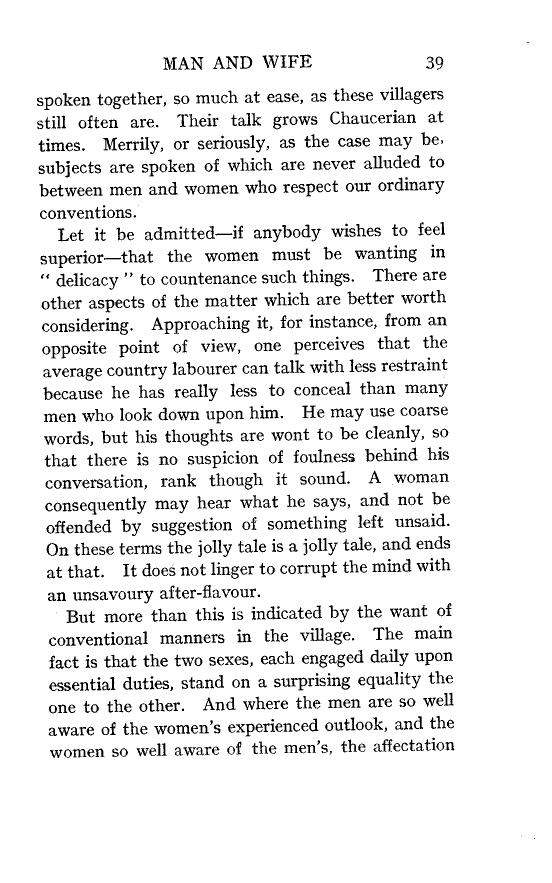 MAN AND WIFE 39
spoken together, so much at ease, as these villagers
still often are. Their talk grows Chaucerian at
times. Merrily, or seriously, as the case may be,
subjects are spoken of which are never alluded to
between men and women who respect our ordinary
conventions.
Let it be admitted—if anybody wishes to feel
superior—that the women must be wanting in
“ delicacy ” to countenance such things. There are
other aspects of the matter which are better worth
considering. Approaching it, for instance, from an
opposite point of view, one perceives that the
average country labourer can talk with less restraint
because he has really less to conceal than many
men who look down upon him. He may use coarse
words, but his thoughts are wont to be cleanly, so
that there is no suspicion of foulness behind his
conversation, rank though it sound. A woman
consequently may hear what he says, and not be
offended by suggestion of something left unsaid.
On these terms the jolly tale is a jolly tale, and ends
at that. It does not linger to corrupt the mind with
an unsavoury after-flavour.
But more than this is indicated by the want of
conventional manners in the village. The main
fact is that the two sexes, each engaged daily upon
essential duties, stand on a surprising equality the
one to the other. And where the men are so well
aware of the women's experienced outlook, and the
women so well aware of the men's, the affectation